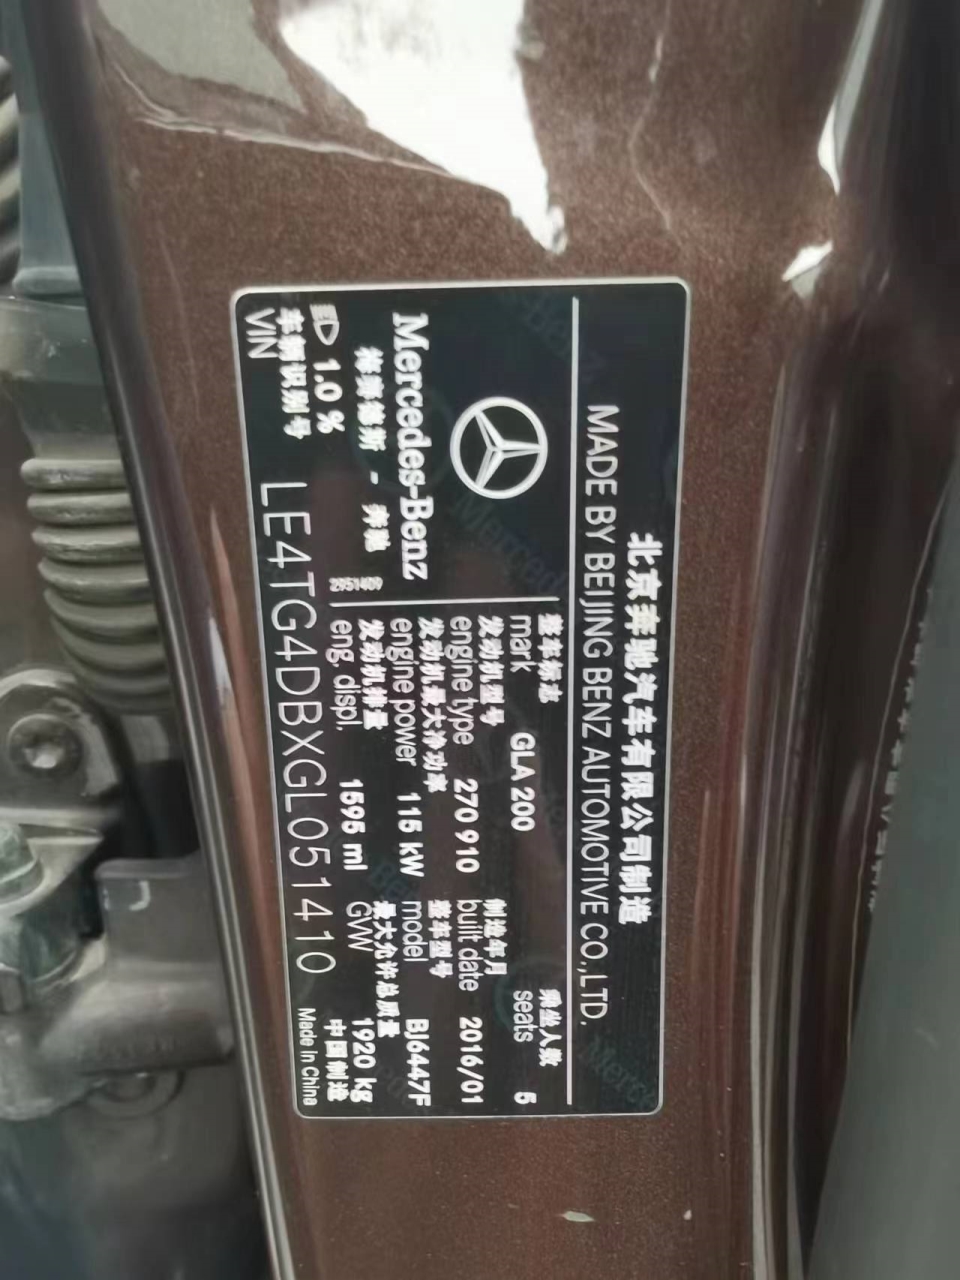 北京奔驰汽车有限公司制造
MADE BY BEIJING BENZ AUTOMOTIVE CO.,LTD.
Mercedes-Benz
梅赛德斯 - 奔驰
2951409
1.0 %
整车标志
mark GLA 200
乘坐人数
seats 5
发动机型号
engine type 270 910
制造年月
built date 2016/01
发动机最大净功率
engine power 115 kW
整车型号
model BJ6447F
发动机排量
eng. displ. 1595 ml
最大允许总质量
GVW 1920 kg
车辆识别号
VIN LE4TG4DBXGL051410
中国制造
Made in China